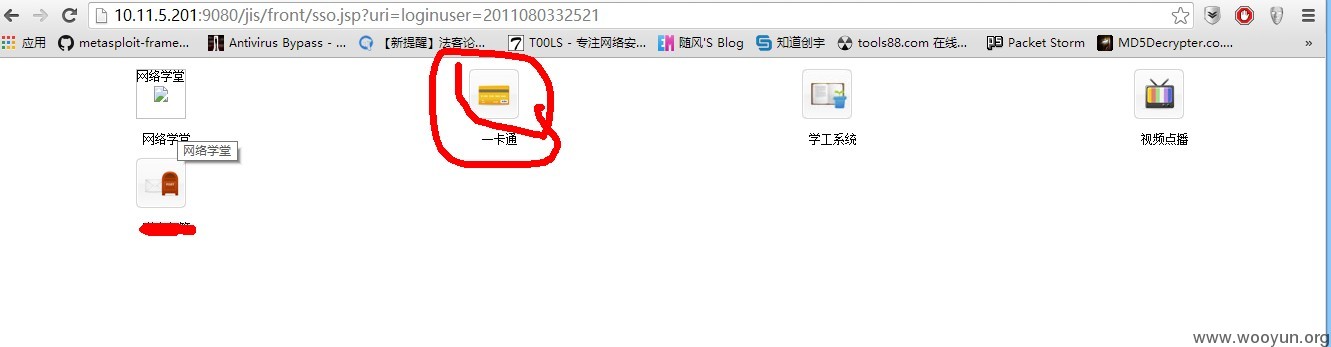 10.11.5.201:9080/jis/front/sso.jsp?uri=loginuser=2011080332521
应用 metasploit-frame... Antivirus Bypass - ... 【新提醒】法客论... T00LS - 专注网络安... 随风'S Blog 知道创宇 tools88.com 在线... Packet Storm MD5Decrypter.co.... »
网络学堂
网络学堂 一卡通 学工系统 视频点播
网络学堂
www.wooyun.org